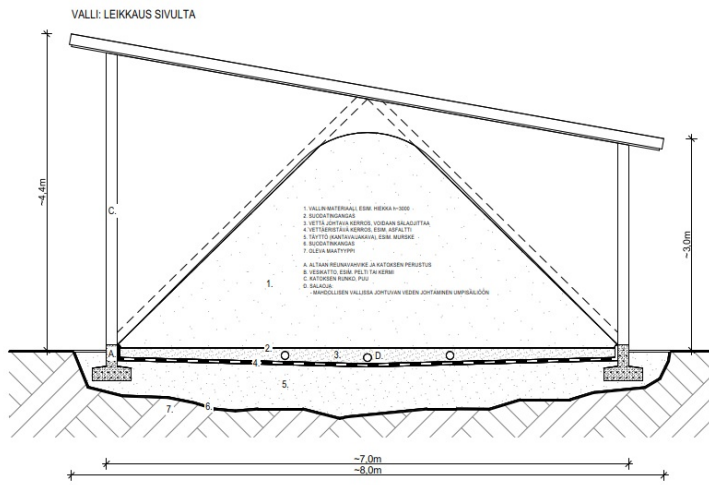 VALLI: LEIKKAUS SIVULTA
~4,4m
C.
1. VALLIN MATERIAALI, ESIM. HIEKKA h~3000
2. SUODATINGANGAS
3. VETTÄ JOHTAVA KERROS, VOIDAAN SALAOJITTAA
4. VETTÄERISTÄVÄ KERROS, ESIM. ASFALTTI
5. TÄYTTÖ (KANTAVA/JAKAVA), ESIM. MURSKE
6. SUODATINKANGAS
7. OLEVA MAATYYPPI
A. ALTAAN REUNAVAHVIKE JA KATOKSEN PERUSTUS
B. VESIKATTO, ESIM. PELTI TAI KERMI
C. KATOKSEN RUNKO, PUU
D. SALAOJA
- MAHDOLLISEN VALLISSA JOHTUVAN VEDEN JOHTAMINEN UMPISÄILIÖÖN
~3,0m
1.
2.
A.
3.
D.
4.
5.
6.
7.
~7,0m
~8,0m